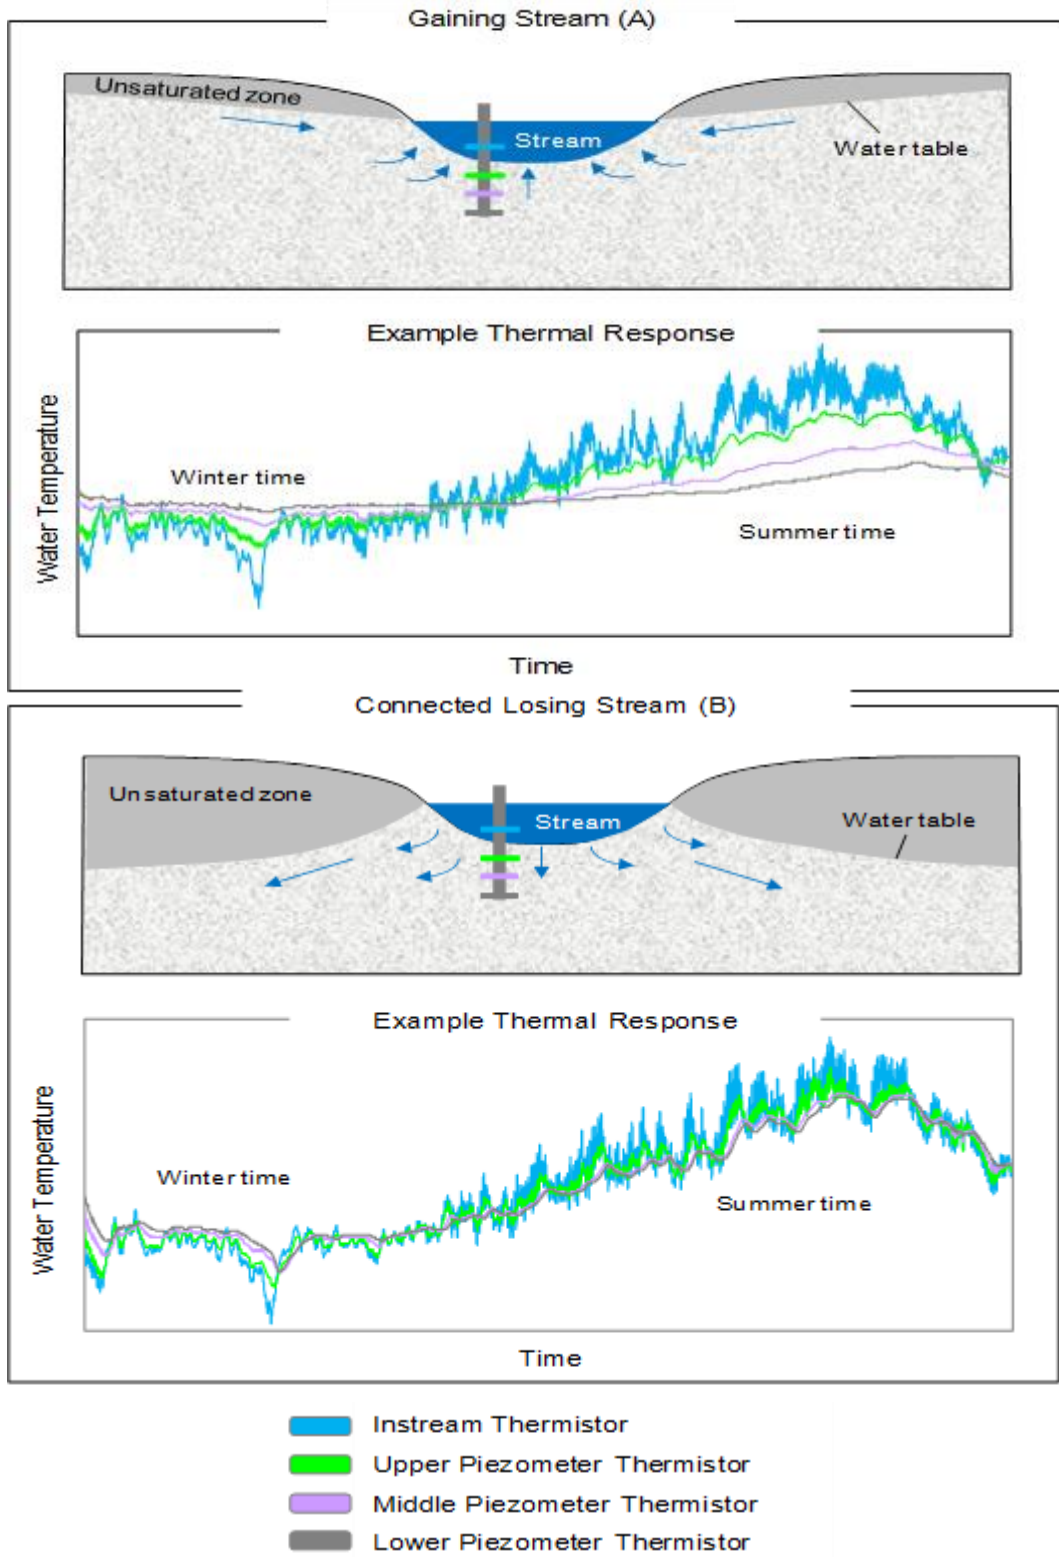 Gaining Stream (A)
Unsaturated zone
Stream
Water table
Example Thermal Response
Water Temperature
Winter time
Summer time
Time
Connected Losing Stream (B)
Unsaturated zone
Stream
Water table
Example Thermal Response
Water Temperature
Winter time
Summer time
Time
Instream Thermistor
Upper Piezometer Thermistor
Middle Piezometer Thermistor
Lower Piezometer Thermistor